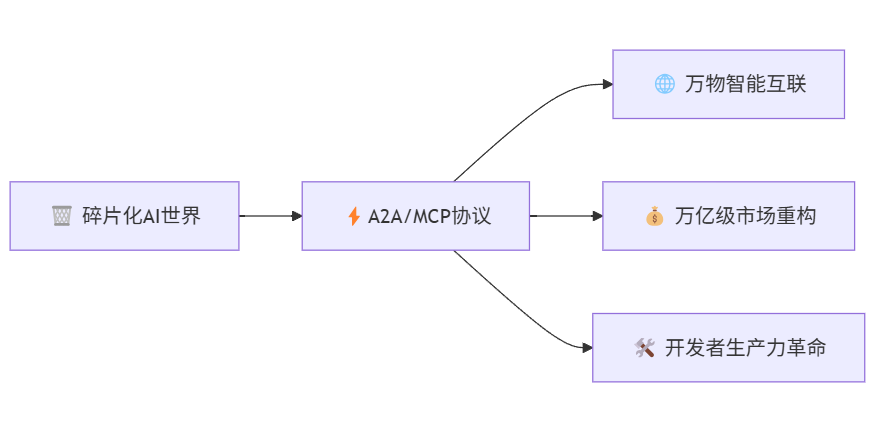 🗑️ 碎片化AI世界
⚡ A2A/MCP协议
🌐 万物智能互联
💰 万亿级市场重构
🛠️ 开发者生产力革命